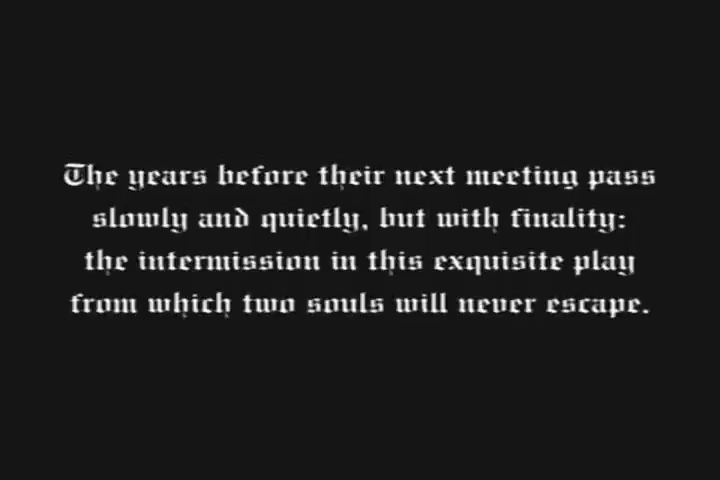 The years before their next meeting pass
slowly and quietly, but with finality:
the intermission in this exquisite play
from which two souls will never escape.